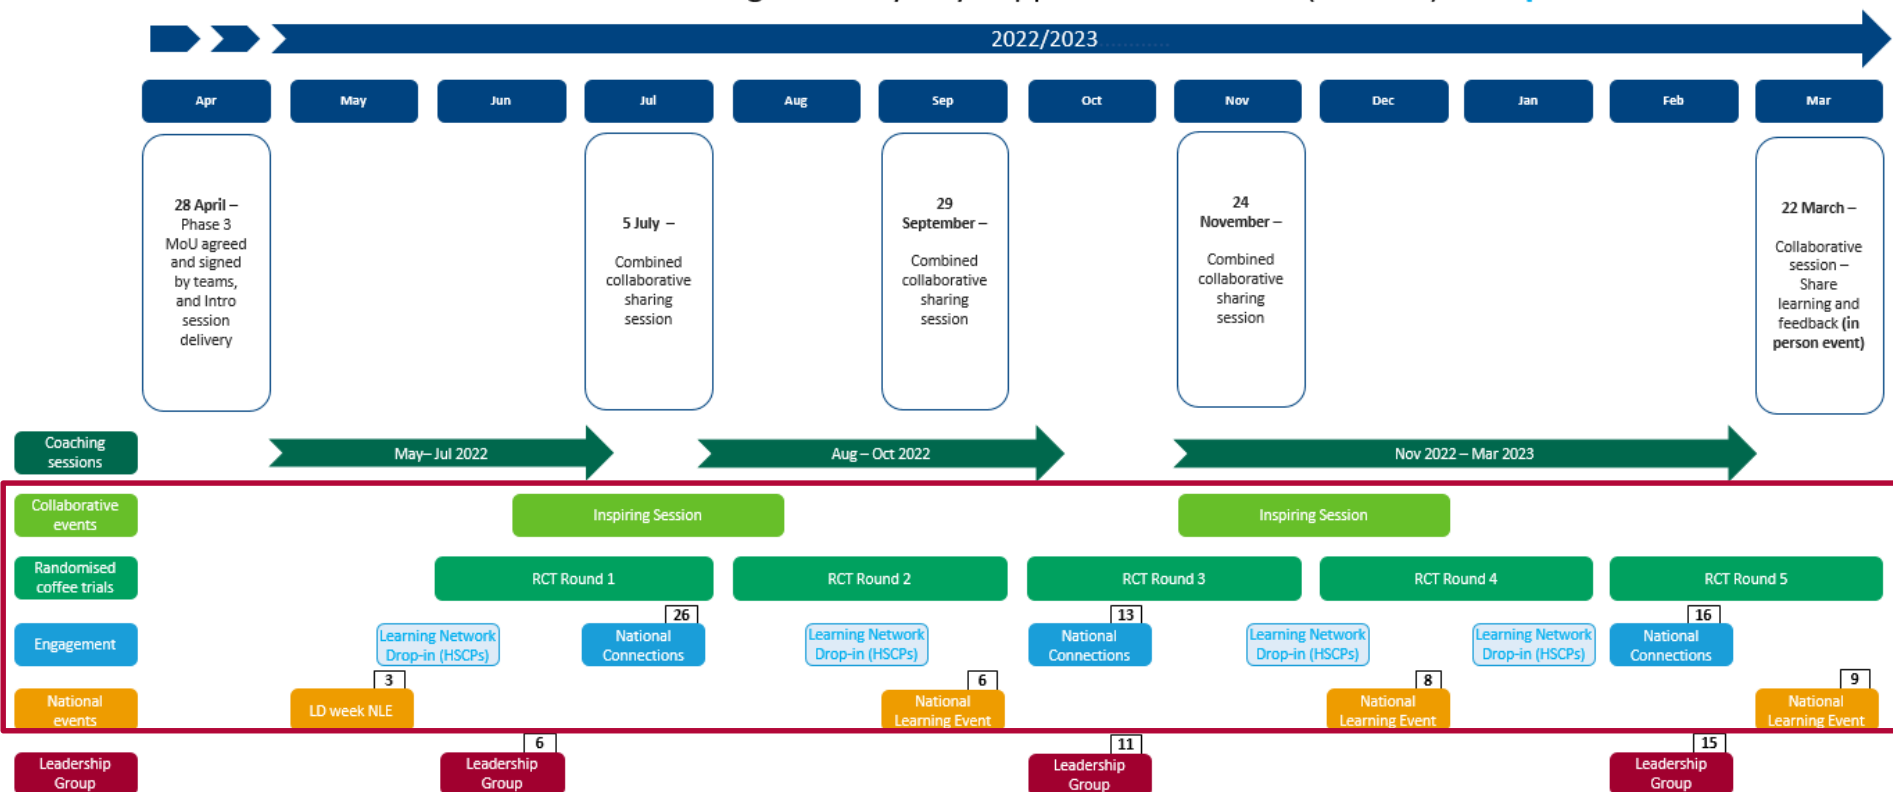 2022/2023
Apr
May
Jun
Jul
Aug
Sep
Oct
Nov
Dec
Jan
Feb
Mar
28 April –
Phase 3
MoU agreed
and signed
by teams,
and Intro
session
delivery
5 July –
Combined
collaborative
sharing
session
29
September –
Combined
collaborative
sharing
session
24
November –
Combined
collaborative
sharing
session
22 March –
Collaborative
session –
Share
learning and
feedback (in
person event)
Coaching
sessions
May– Jul 2022
Aug – Oct 2022
Nov 2022 – Mar 2023
Collaborative
events
Inspiring Session
Inspiring Session
Randomised
coffee trials
RCT Round 1
RCT Round 2
RCT Round 3
RCT Round 4
RCT Round 5
Engagement
Learning Network
Drop-in (HSCPs)
26
National
Connections
Learning Network
Drop-in (HSCPs)
13
National
Connections
Learning Network
Drop-in (HSCPs)
Learning Network
Drop-in (HSCPs)
16
National
Connections
National
events
3
LD week NLE
6
National
Learning Event
8
National
Learning Event
9
National
Learning Event
Leadership
Group
6
Leadership
Group
11
Leadership
Group
15
Leadership
Group